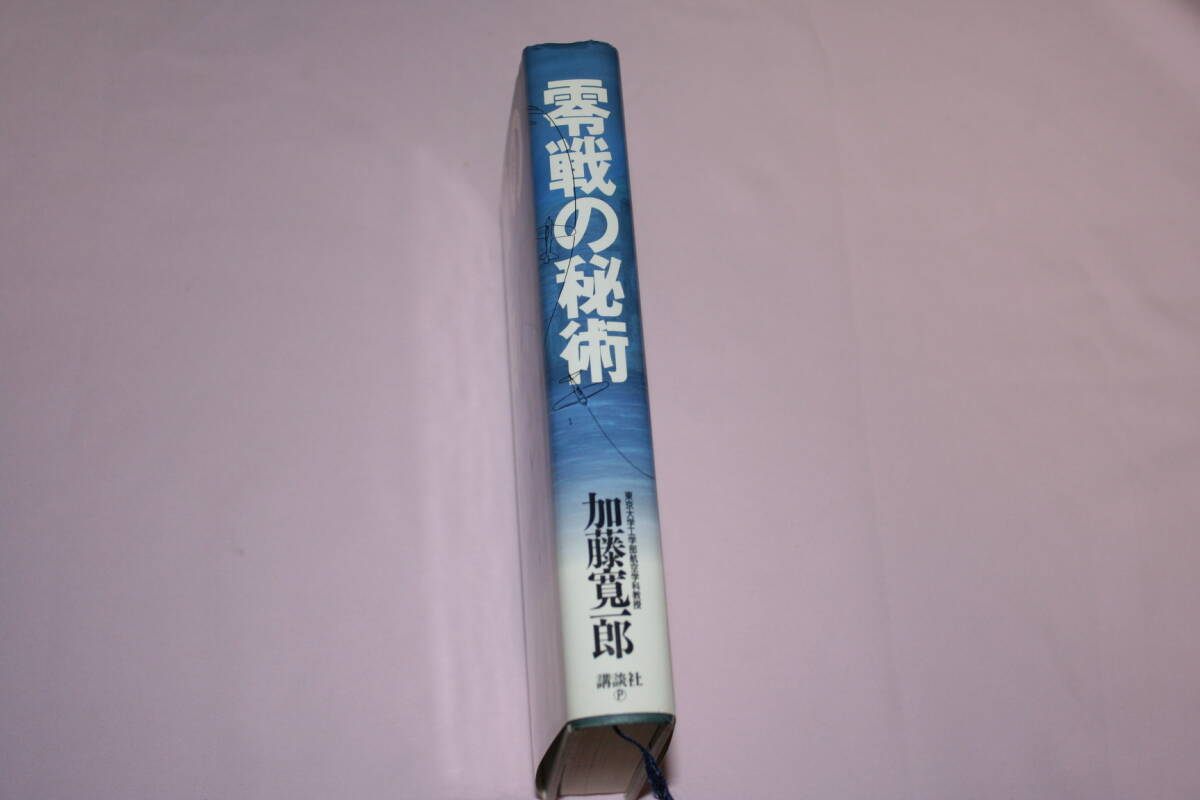 零戦の秘術
東京大学工学部航空学科教授
加藤寛一郎
講談社
Ⓟ